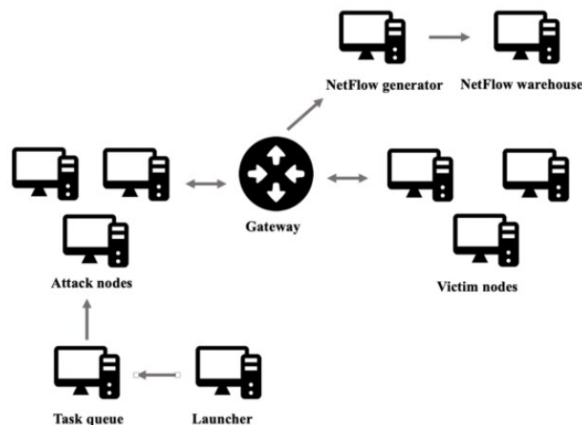 NetFlow generator
NetFlow warehouse
Gateway
Attack nodes
Victim nodes
Task queue
Launcher